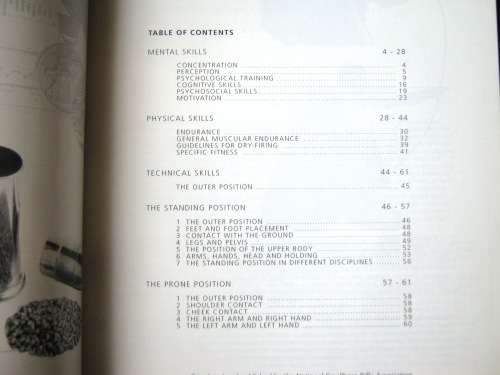 TABLE OF CONTENTS
MENTAL SKILLS 4 - 28
CONCENTRATION 4
PERCEPTION 5
PSYCHOLOGICAL TRAINING 9
COGNITIVE SKILLS 16
PSYCHOSOCIAL SKILLS 19
MOTIVATION 23
PHYSICAL SKILLS 28 - 44
ENDURANCE 30
GENERAL MUSCULAR ENDURANCE 32
GUIDELINES FOR DRY-FIRING 39
SPECIFIC FITNESS 41
TECHNICAL SKILLS 44 - 61
THE OUTER POSITION 45
THE STANDING POSITION 46 - 57
1 THE OUTER POSITION 46
2 FEET AND FOOT PLACEMENT 48
3 CONTACT WITH THE GROUND 48
4 LEGS AND PELVIS 49
5 THE POSITION OF THE UPPER BODY 52
6 ARMS, HANDS, HEAD AND HOLDING 53
7 THE STANDING POSITION IN DIFFERENT DISCIPLINES 56
THE PRONE POSITION 57 - 61
1 THE OUTER POSITION 58
2 SHOULDER CONTACT 58
3 CHEEK CONTACT 58
4 THE RIGHT ARM AND RIGHT HAND 59
5 THE LEFT ARM AND LEFT HAND 60